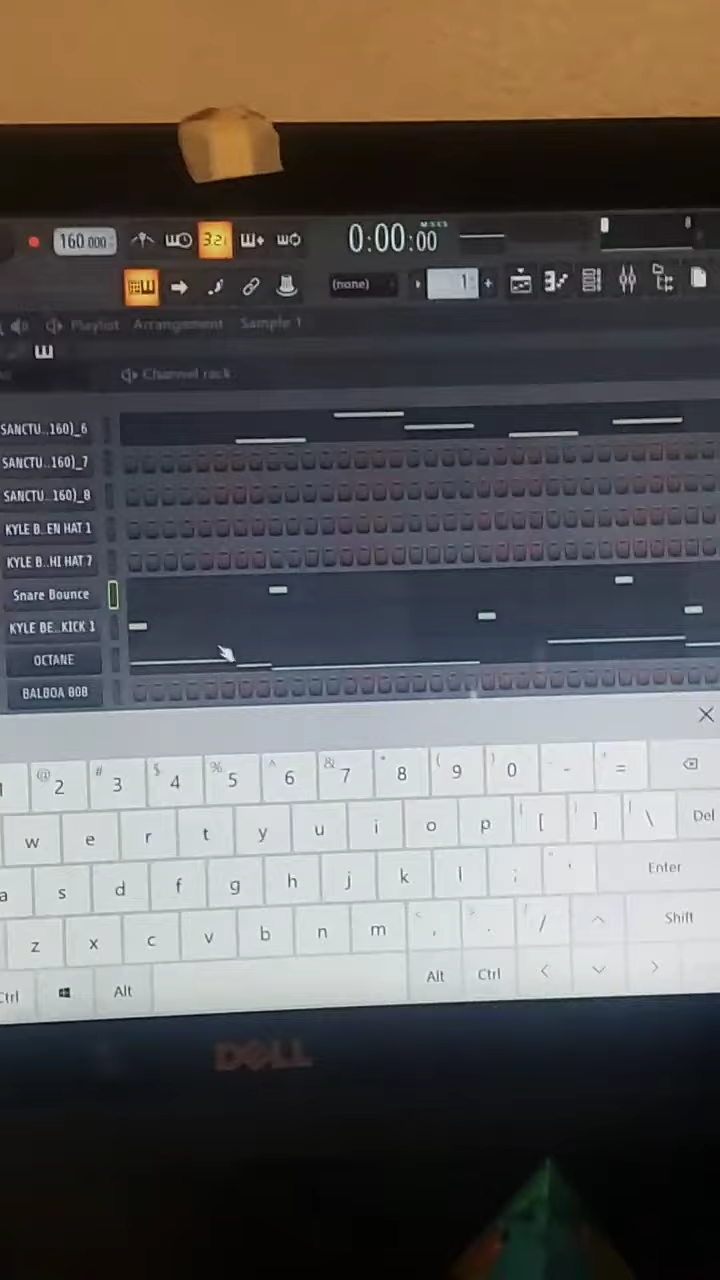 160.000 3.2. 0:00:00 M:S:CS
(none) 1 +
Playlist Arrangement Sample 1
Channel rack
SANCTU..160)_6
SANCTU..160)_7
SANCTU..160)_8
KYLE B..EN HAT 1
KYLE B..HI HAT 7
Snare Bounce
KYLE BE..KICK 1
OCTANE
BALBOA 808
@ 2 # 3 $ 4 % 5 ^ 6 & 7 * 8 ( 9 ) 0 - + =
w e r t y u i o p [ ] \ Del
a s d f g h j k l ; ' Enter
z x c v b n m < , > . / Shift
Ctrl Alt Alt Ctrl
DELL